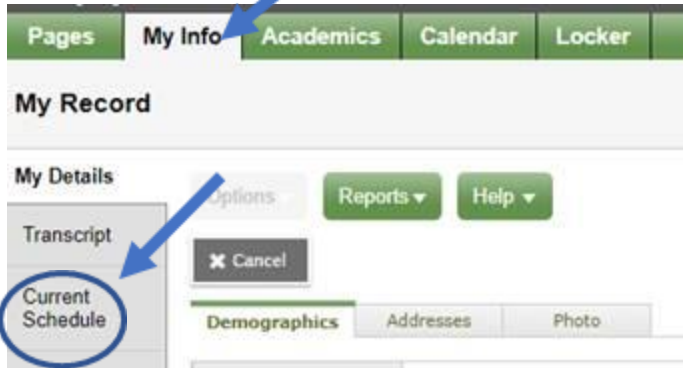 Pages My Info Academics Calendar Locker
My Record
My Details
Options Reports Help
Transcript
✖ Cancel
Current
Schedule
Demographics Addresses Photo